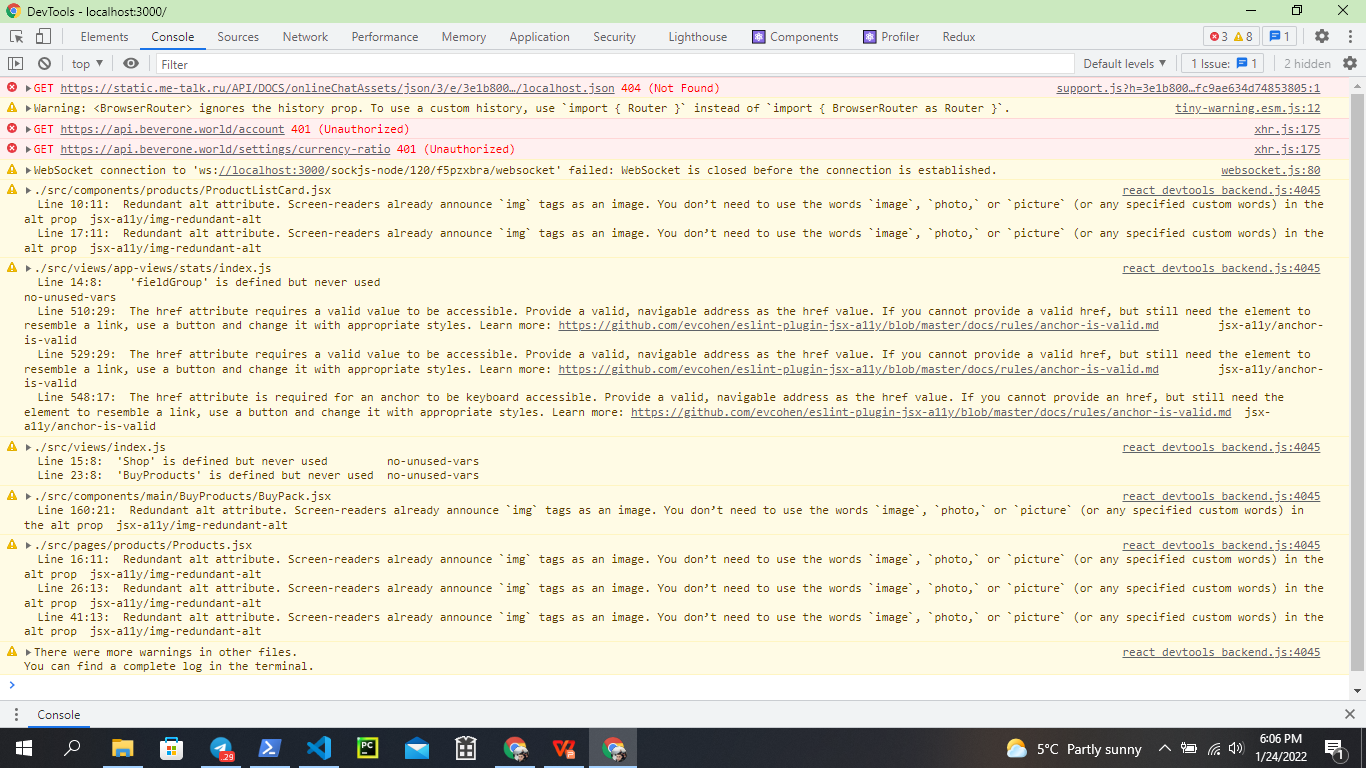 DevTools - localhost:3000/
Elements Console Sources Network Performance Memory Application Security Lighthouse Components Profiler Redux 3 8 1
top Filter Default levels 1 Issue: 1 2 hidden
GET https://static.me-talk.ru/API/DOCS/onlineChatAssets/json/3/e/3e1b800…/localhost.json 404 (Not Found) support.js?h=3e1b800…fc9ae634d74853805:1
Warning: <BrowserRouter> ignores the history prop. To use a custom history, use `import { Router }` instead of `import { BrowserRouter as Router }`. tiny-warning.esm.js:12
GET https://api.beverone.world/account 401 (Unauthorized) xhr.js:175
GET https://api.beverone.world/settings/currency-ratio 401 (Unauthorized) xhr.js:175
WebSocket connection to 'ws://localhost:3000/sockjs-node/120/f5pzxbra/websocket' failed: WebSocket is closed before the connection is established. websocket.js:80
./src/components/products/ProductListCard.jsx react_devtools_backend.js:4045
Line 10:11: Redundant alt attribute. Screen-readers already announce `img` tags as an image. You don’t need to use the words `image`, `photo,` or `picture` (or any specified custom words) in the
alt prop jsx-a11y/img-redundant-alt
Line 17:11: Redundant alt attribute. Screen-readers already announce `img` tags as an image. You don’t need to use the words `image`, `photo,` or `picture` (or any specified custom words) in the
alt prop jsx-a11y/img-redundant-alt
./src/views/app-views/stats/index.js react_devtools_backend.js:4045
Line 14:8: 'fieldGroup' is defined but never used
no-unused-vars
Line 510:29: The href attribute requires a valid value to be accessible. Provide a valid, navigable address as the href value. If you cannot provide a valid href, but still need the element to
resemble a link, use a button and change it with appropriate styles. Learn more: https://github.com/evcohen/eslint-plugin-jsx-a11y/blob/master/docs/rules/anchor-is-valid.md jsx-a11y/anchor-
is-valid
Line 529:29: The href attribute requires a valid value to be accessible. Provide a valid, navigable address as the href value. If you cannot provide a valid href, but still need the element to
resemble a link, use a button and change it with appropriate styles. Learn more: https://github.com/evcohen/eslint-plugin-jsx-a11y/blob/master/docs/rules/anchor-is-valid.md jsx-a11y/anchor-
is-valid
Line 548:17: The href attribute is required for an anchor to be keyboard accessible. Provide a valid, navigable address as the href value. If you cannot provide an href, but still need the
element to resemble a link, use a button and change it with appropriate styles. Learn more: https://github.com/evcohen/eslint-plugin-jsx-a11y/blob/master/docs/rules/anchor-is-valid.md jsx-
a11y/anchor-is-valid
./src/views/index.js react_devtools_backend.js:4045
Line 15:8: 'Shop' is defined but never used no-unused-vars
Line 23:8: 'BuyProducts' is defined but never used no-unused-vars
./src/components/main/BuyProducts/BuyPack.jsx react_devtools_backend.js:4045
Line 160:21: Redundant alt attribute. Screen-readers already announce `img` tags as an image. You don’t need to use the words `image`, `photo,` or `picture` (or any specified custom words) in
the alt prop jsx-a11y/img-redundant-alt
./src/pages/products/Products.jsx react_devtools_backend.js:4045
Line 16:11: Redundant alt attribute. Screen-readers already announce `img` tags as an image. You don’t need to use the words `image`, `photo,` or `picture` (or any specified custom words) in the
alt prop jsx-a11y/img-redundant-alt
Line 26:13: Redundant alt attribute. Screen-readers already announce `img` tags as an image. You don’t need to use the words `image`, `photo,` or `picture` (or any specified custom words) in the
alt prop jsx-a11y/img-redundant-alt
Line 41:13: Redundant alt attribute. Screen-readers already announce `img` tags as an image. You don’t need to use the words `image`, `photo,` or `picture` (or any specified custom words) in the
alt prop jsx-a11y/img-redundant-alt
There were more warnings in other files. react_devtools_backend.js:4045
You can find a complete log in the terminal.
Console
29 PC 5°C Partly sunny 6:06 PM
1/24/2022 1